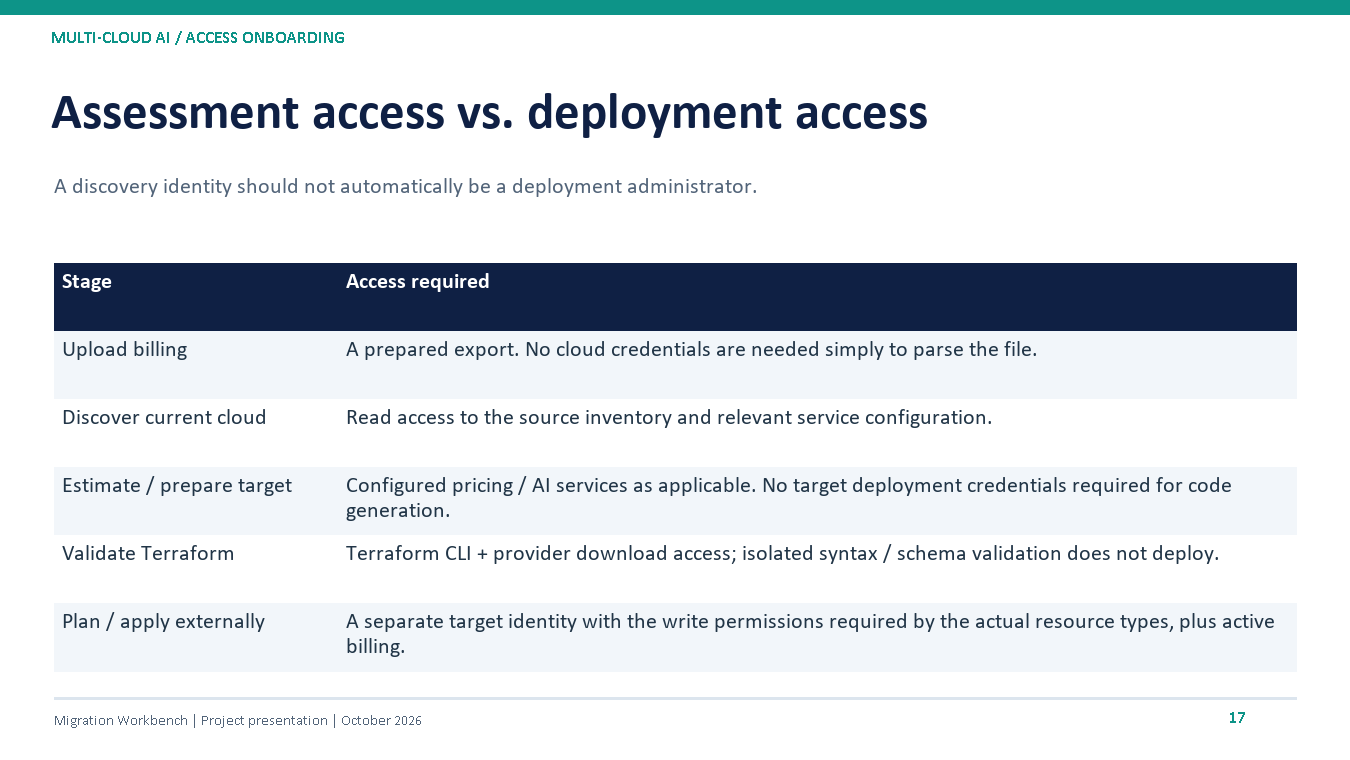 MULTI-CLOUD AI / ACCESS ONBOARDING
Assessment access vs. deployment access
A discovery identity should not automatically be a deployment administrator.
Stage
Access required
Upload billing
A prepared export. No cloud credentials are needed simply to parse the file.
Discover current cloud
Read access to the source inventory and relevant service configuration.
Estimate / prepare target
Configured pricing / AI services as applicable. No target deployment credentials required for code
generation.
Validate Terraform
Terraform CLI + provider download access; isolated syntax / schema validation does not deploy.
Plan / apply externally
A separate target identity with the write permissions required by the actual resource types, plus active
billing.
Migration Workbench | Project presentation | October 2026
17